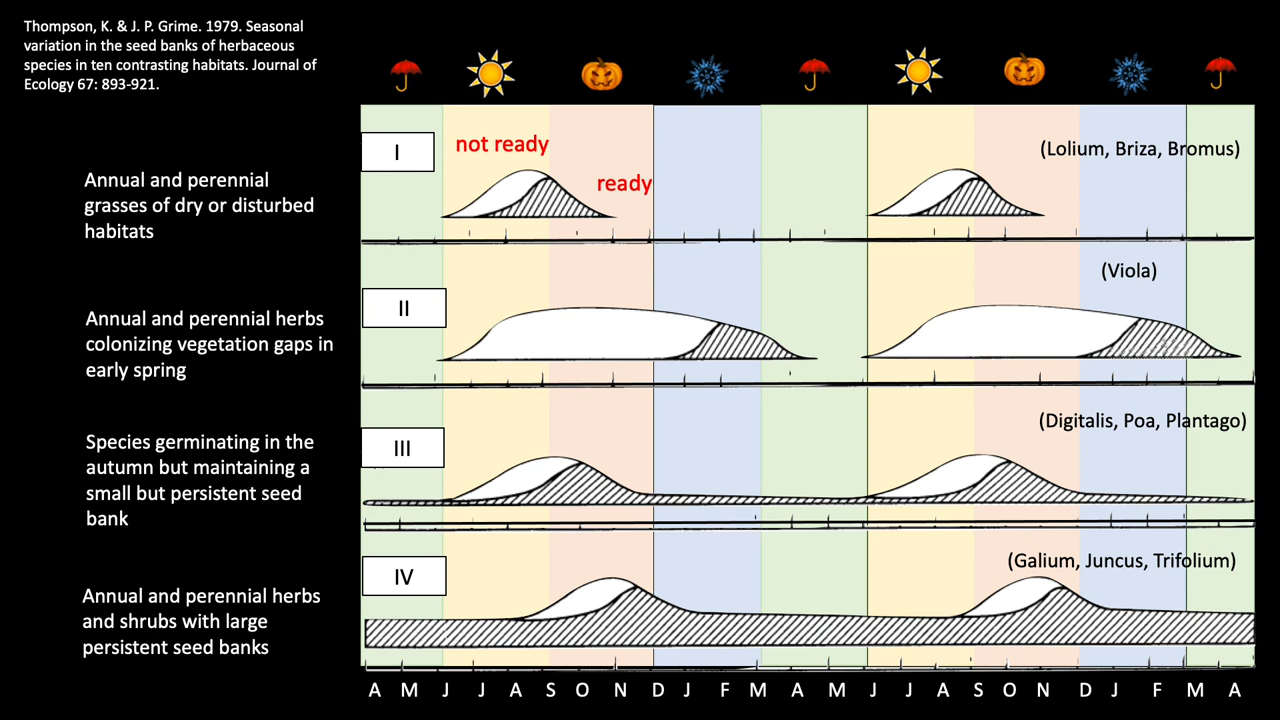 Thompson, K. & J. P. Grime. 1979. Seasonal
variation in the seed banks of herbaceous
species in ten contrasting habitats. Journal of
Ecology 67: 893-921.
I
not ready
ready
(Lolium, Briza, Bromus)
Annual and perennial
grasses of dry or disturbed
habitats
II
(Viola)
Annual and perennial herbs
colonizing vegetation gaps in
early spring
III
(Digitalis, Poa, Plantago)
Species germinating in the
autumn but maintaining a
small but persistent seed
bank
IV
(Galium, Juncus, Trifolium)
Annual and perennial herbs
and shrubs with large
persistent seed banks
A M J J A S O N D J F M A M J J A S O N D J F M A